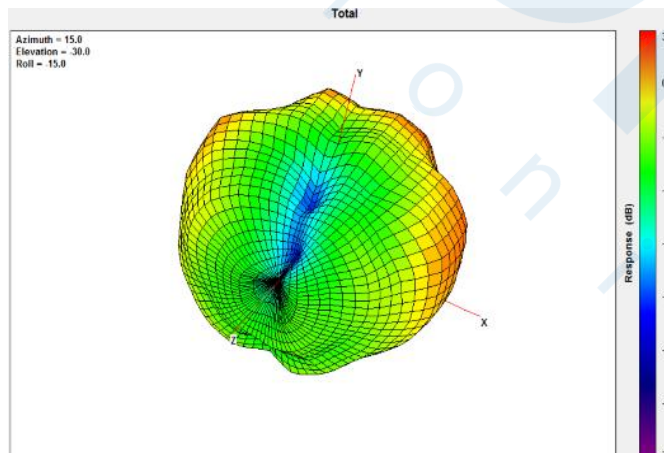 Total
Azimuth = 15.0
Elevation = -30.0
Roll = -15.0
Y
X
Z
Response (dB)